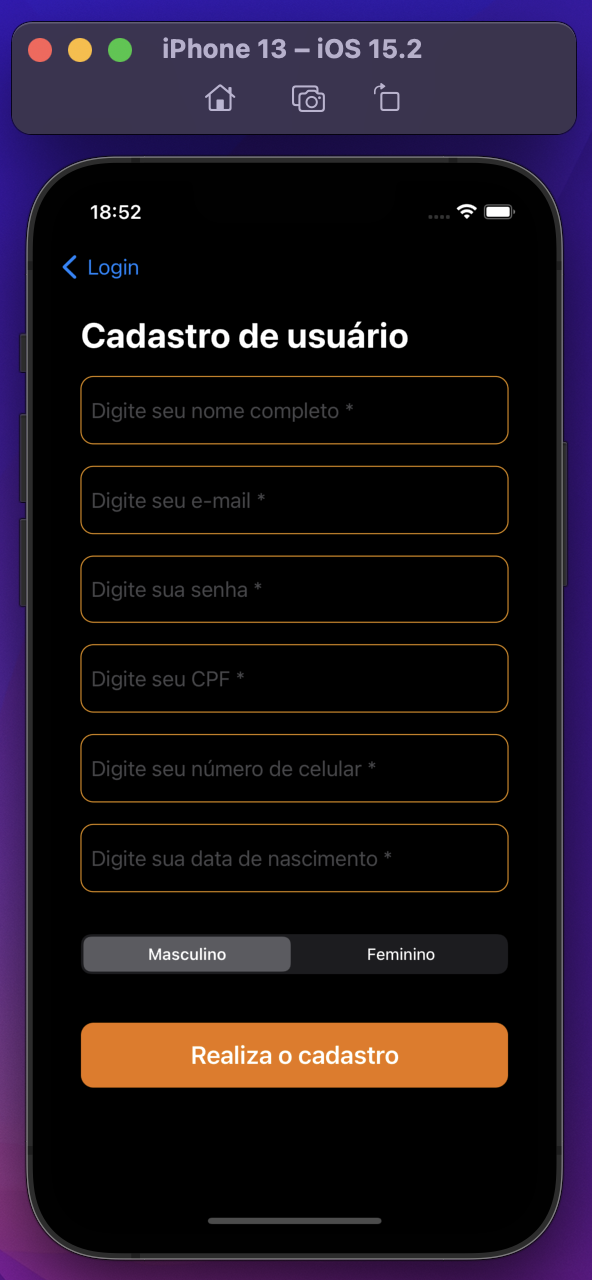 iPhone 13 – iOS 15.2
18:52
Login
Cadastro de usuário
Digite seu nome completo *
Digite seu e-mail *
Digite sua senha *
Digite seu CPF *
Digite seu número de celular *
Digite sua data de nascimento *
Masculino Feminino
Realiza o cadastro